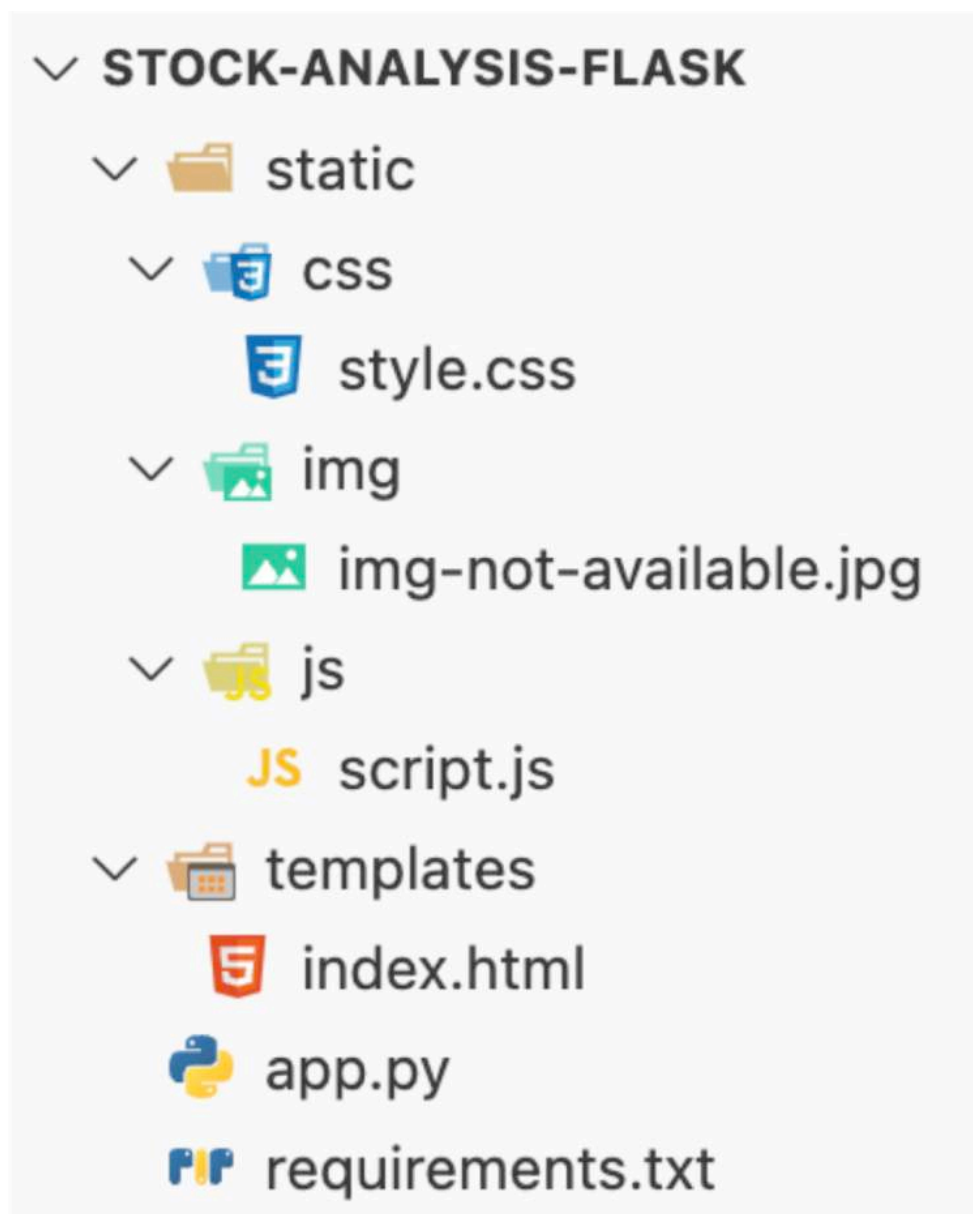 STOCK-ANALYSIS-FLASK
static
css
style.css
img
img-not-available.jpg
js
JS script.js
templates
index.html
app.py
requirements.txt